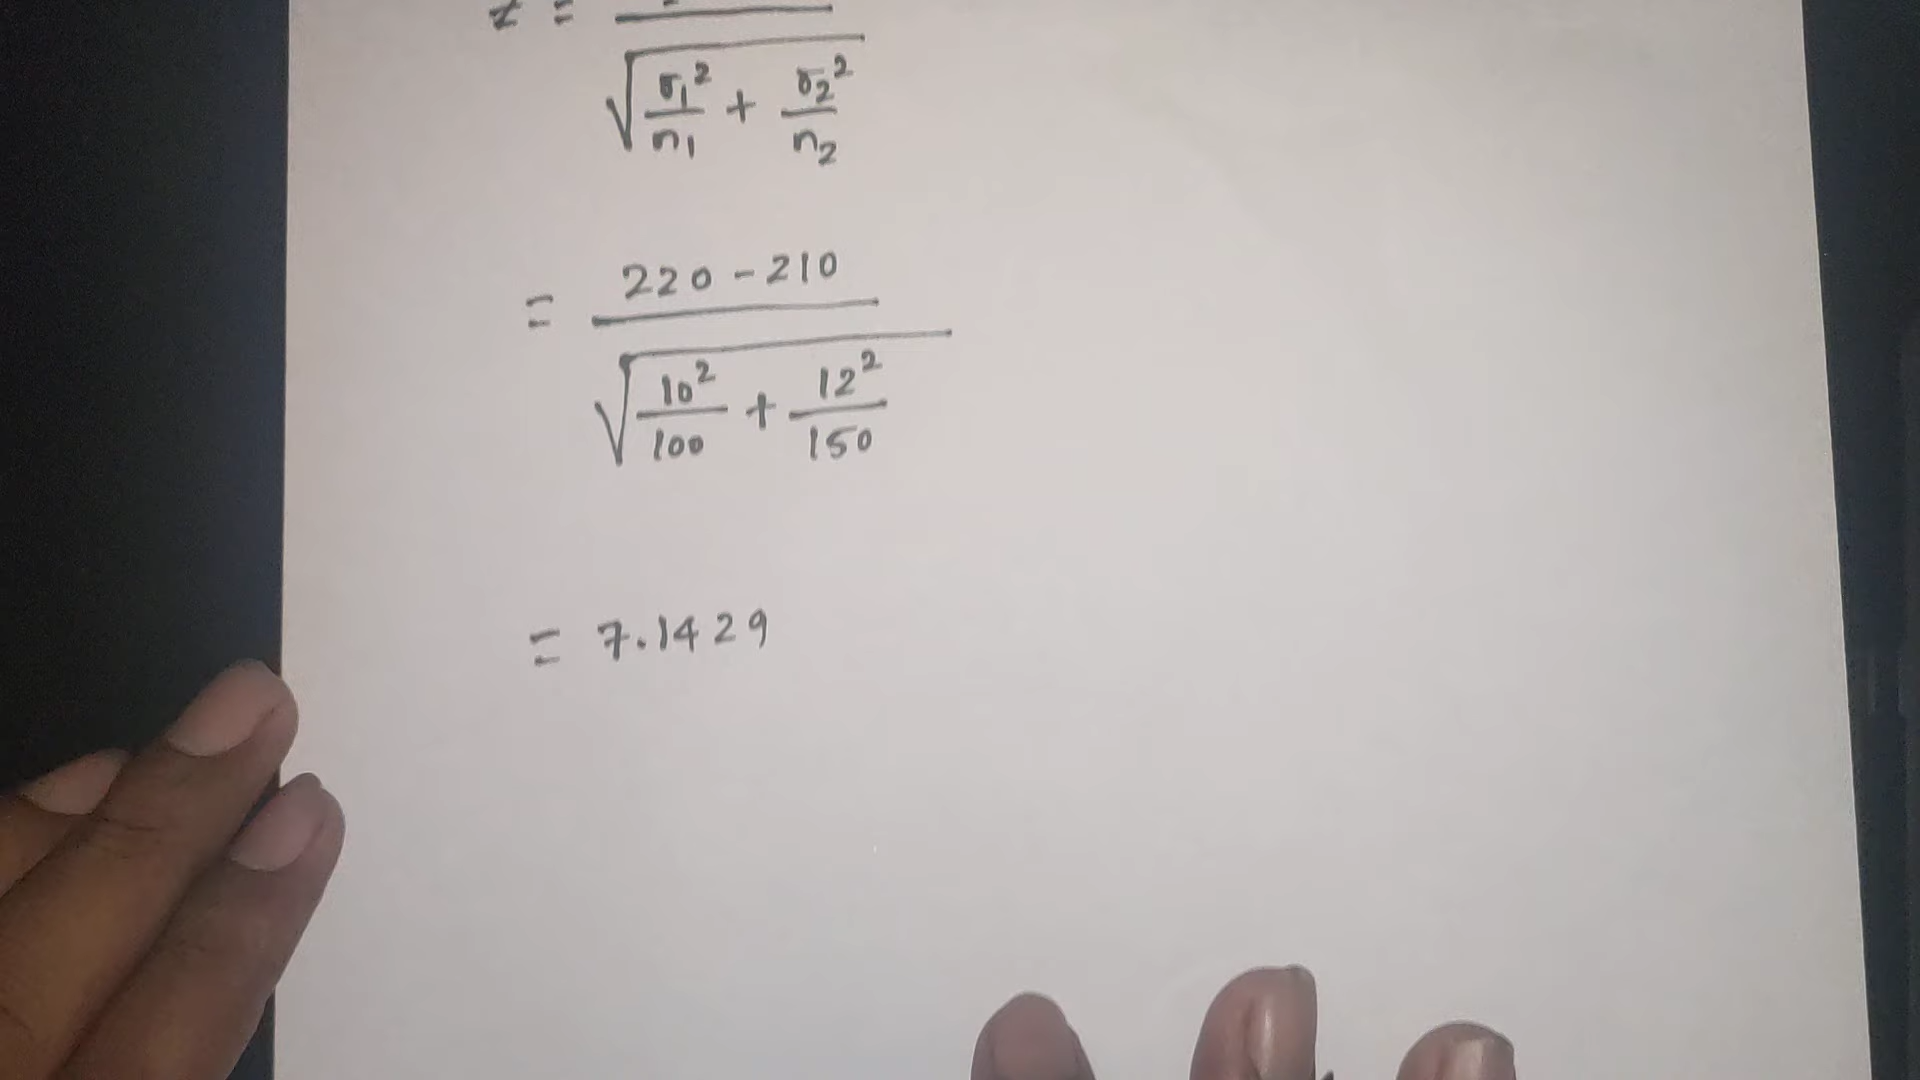 z =
√(σ₁²/n₁ + σ₂²/n₂)
= (220 - 210) / √(10²/100 + 12²/150)
= 7.1429